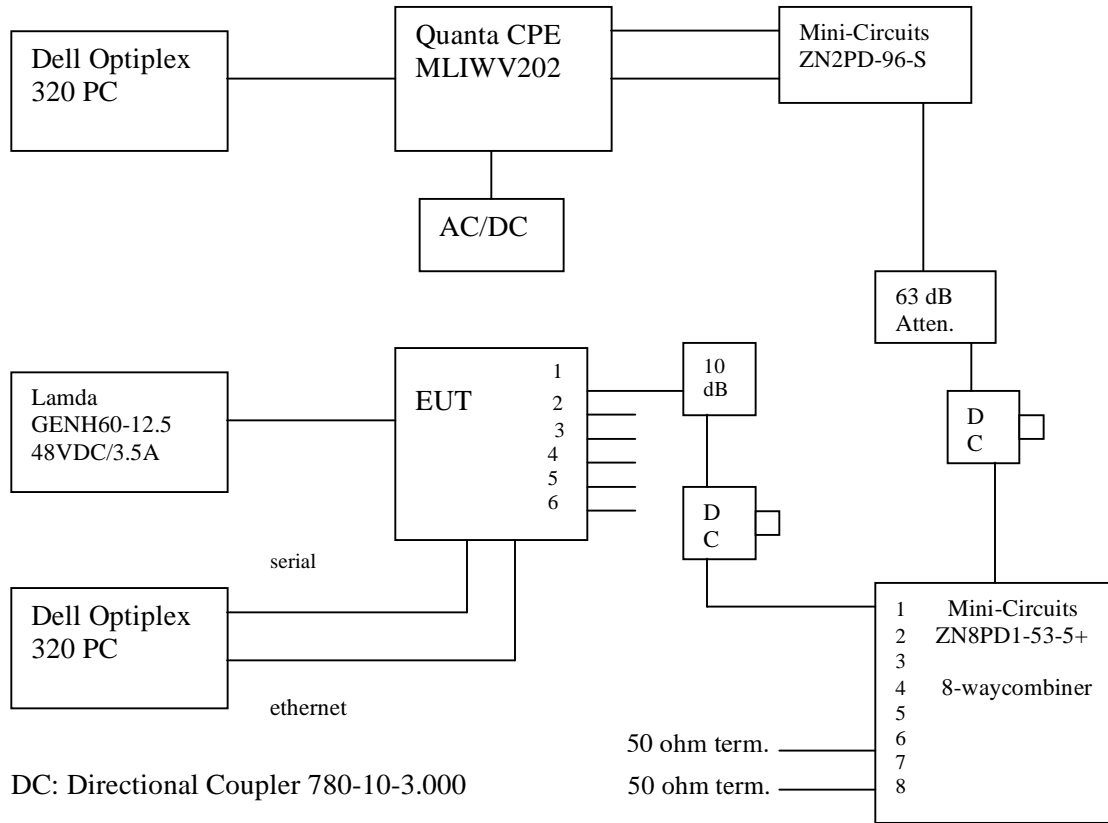 Dell Optiplex
320 PC
Quanta CPE
MLIWV202
Mini-Circuits
ZN2PD-96-S
AC/DC
63 dB
Atten.
Lamda
GENH60-12.5
48VDC/3.5A
EUT
1
2
3
4
5
6
10
dB
D
C
D
C
serial
Dell Optiplex
320 PC
ethernet
1 Mini-Circuits
2 ZN8PD1-53-5+
3
4 8-waycombiner
5
6
7
8
50 ohm term.
50 ohm term.
DC: Directional Coupler 780-10-3.000